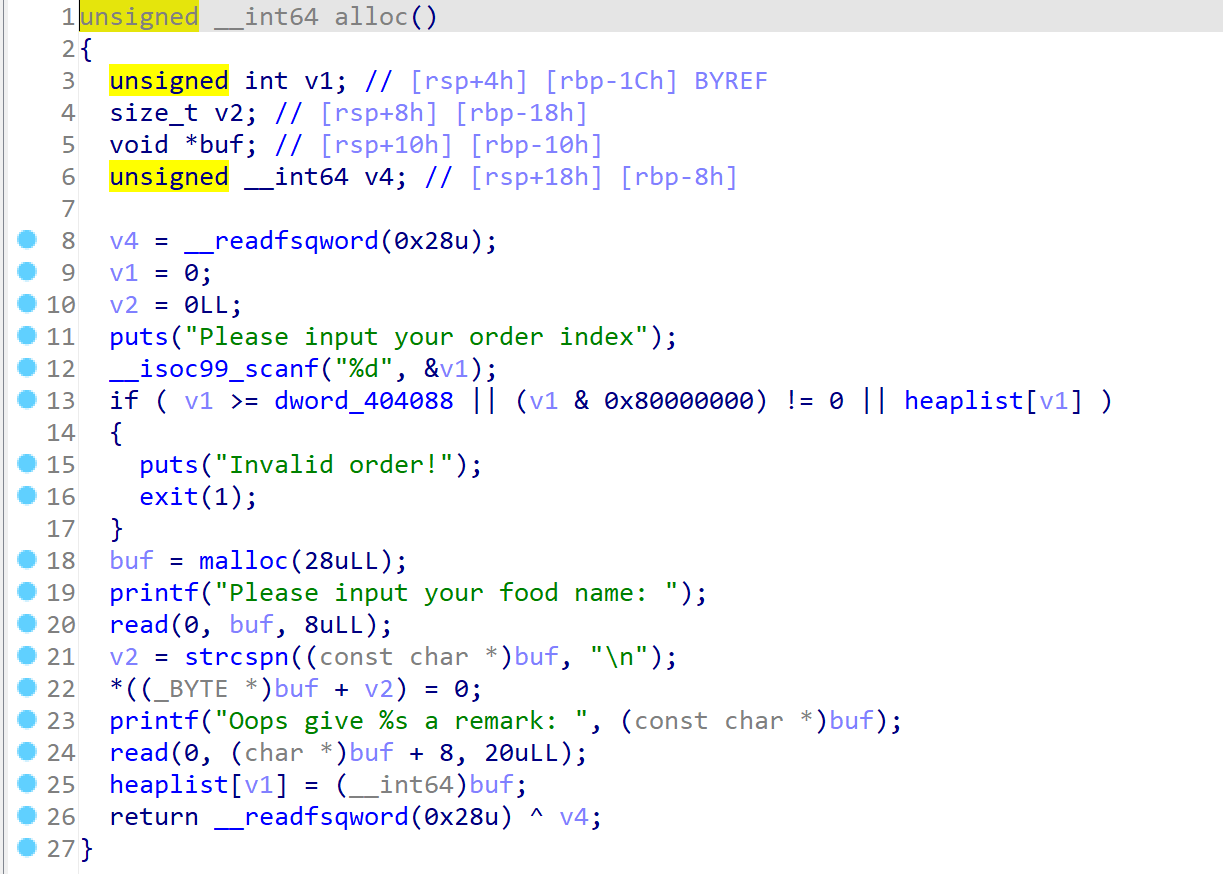 1 unsigned __int64 alloc()
2 {
3   unsigned int v1; // [rsp+4h] [rbp-1Ch] BYREF
4   size_t v2; // [rsp+8h] [rbp-18h]
5   void *buf; // [rsp+10h] [rbp-10h]
6   unsigned __int64 v4; // [rsp+18h] [rbp-8h]
7
8   v4 = __readfsqword(0x28u);
9   v1 = 0;
10   v2 = 0LL;
11   puts("Please input your order index");
12   __isoc99_scanf("%d", &v1);
13   if ( v1 >= dword_404088 || (v1 & 0x80000000) != 0 || heaplist[v1] )
14   {
15     puts("Invalid order!");
16     exit(1);
17   }
18   buf = malloc(28uLL);
19   printf("Please input your food name: ");
20   read(0, buf, 8uLL);
21   v2 = strcspn((const char *)buf, "\n");
22   *((_BYTE *)buf + v2) = 0;
23   printf("Oops give %s a remark: ", (const char *)buf);
24   read(0, (char *)buf + 8, 20uLL);
25   heaplist[v1] = (__int64)buf;
26   return __readfsqword(0x28u) ^ v4;
27 }